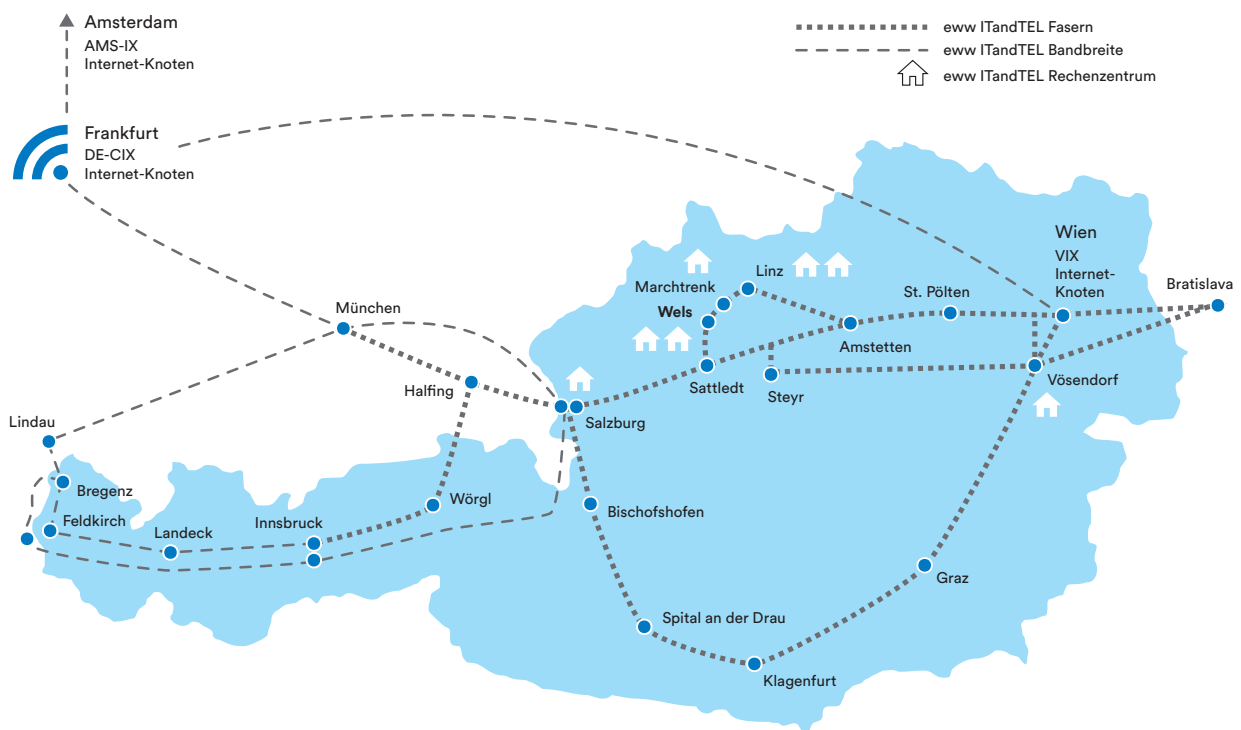 Amsterdam
AMS-IX
Internet-Knoten
eww ITandTEL Fasern
eww ITandTEL Bandbreite
eww ITandTEL Rechenzentrum
Frankfurt
DE-CIX
Internet-Knoten
Wien
VIX
Internet-
Knoten
Linz
Marchtrenk
Wels
St. Pölten
Bratislava
München
Amstetten
Halfing
Sattledt
Steyr
Vösendorf
Salzburg
Lindau
Bregenz
Wörgl
Bischofshofen
Feldkirch
Landeck
Innsbruck
Graz
Spital an der Drau
Klagenfurt